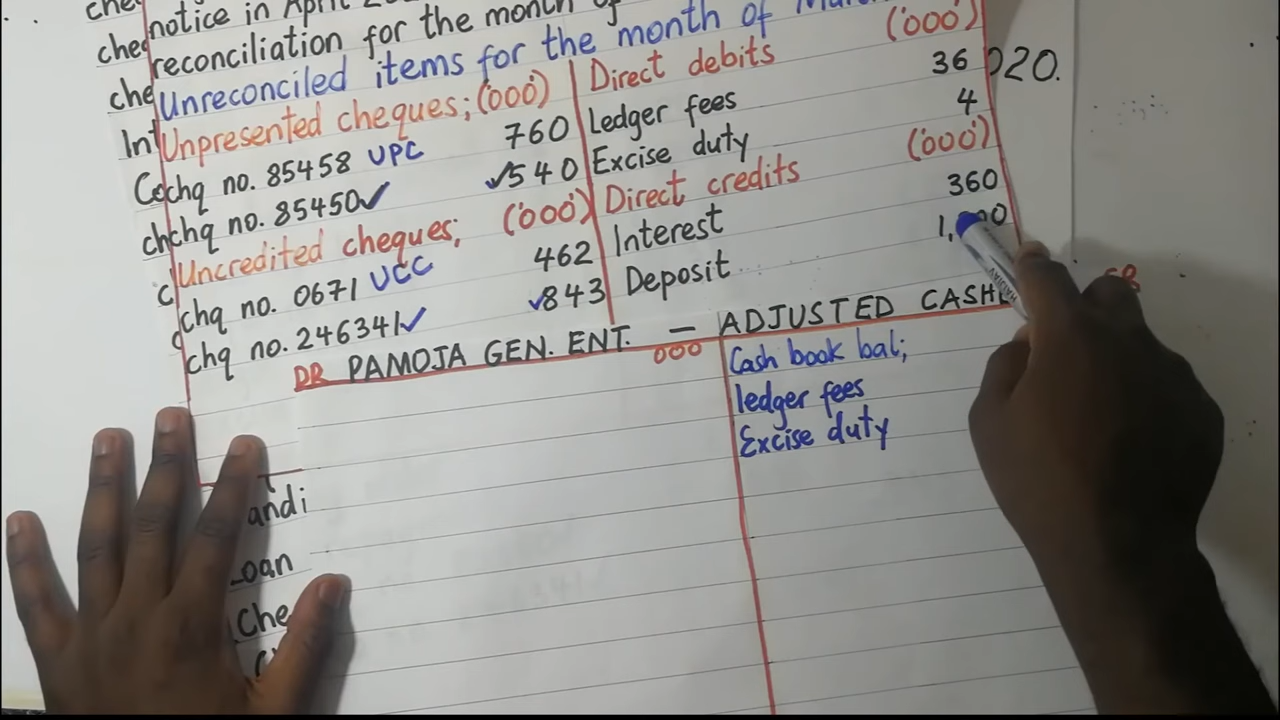 notice in April
reconciliation for the month
Unreconciled items for the month of
Unpresented cheques; ('000')
chq no. 85458 UPC 760
chq no. 85450✓ ✓540
Uncredited cheques; ('000')
chq no. 0671 UCC 462
chq no. 246341✓ ✓843
Direct debits ('000')
Ledger fees 36
Excise duty 4
Direct credits ('000')
Interest 360
Deposit
020.
DR PAMOJA GEN. ENT. — ADJUSTED CASH
000
Cash book bal;
ledger fees
Excise duty
andi
Loan
Che